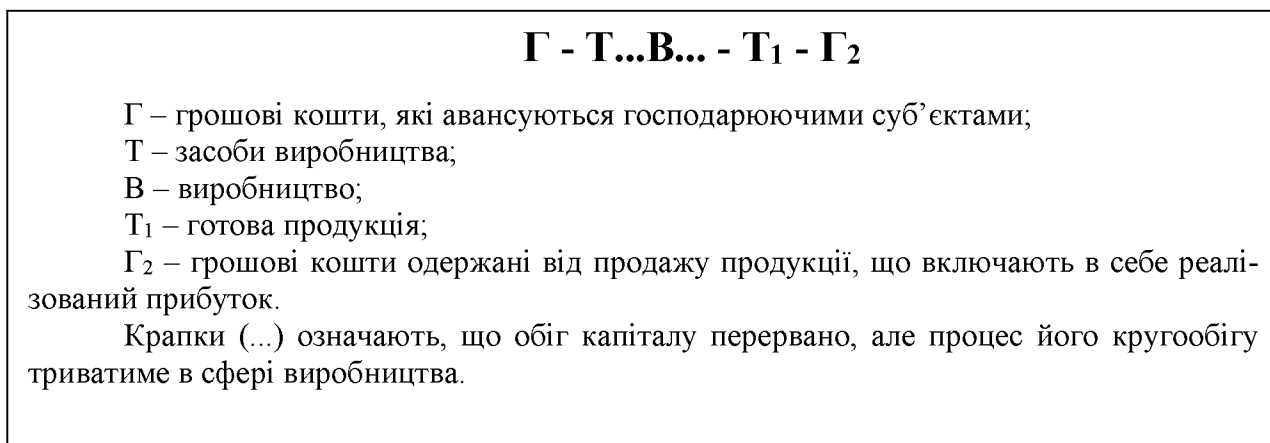 Г - Т...В... - Т₁ - Г₂
Г – грошові кошти, які авансуються господарюючими суб’єктами;
Т – засоби виробництва;
В – виробництво;
Т₁ – готова продукція;
Г₂ – грошові кошти одержані від продажу продукції, що включають в себе реалі-
зований прибуток.
Крапки (...) означають, що обіг капіталу перервано, але процес його кругообігу
триватиме в сфері виробництва.